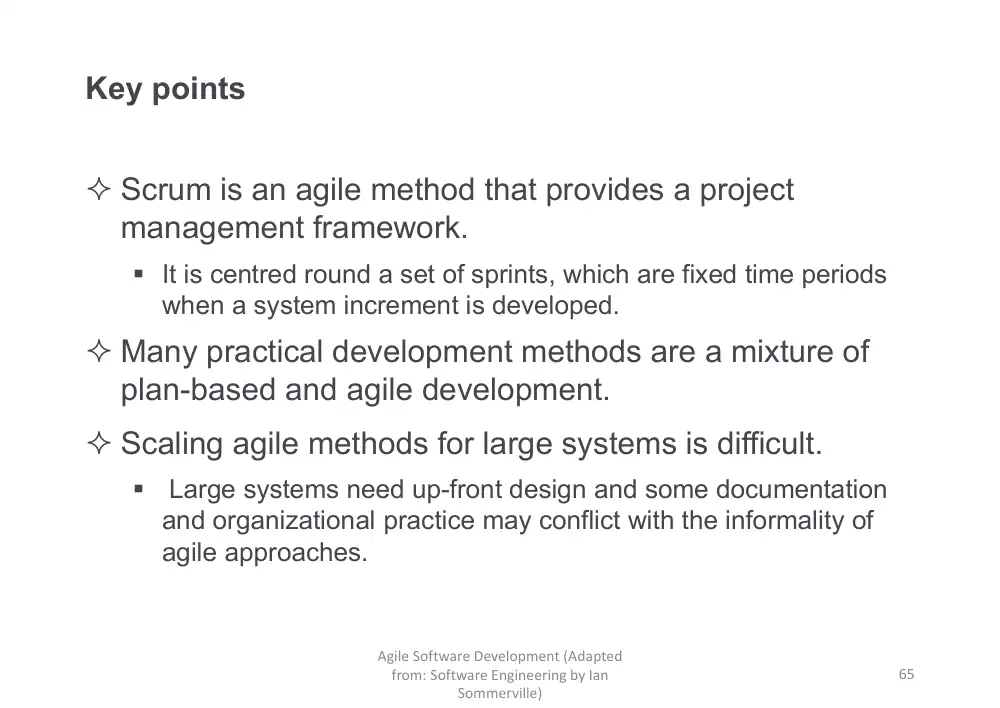 Key points
✧ Scrum is an agile method that provides a project
management framework.
▪ It is centred round a set of sprints, which are fixed time periods
when a system increment is developed.
✧ Many practical development methods are a mixture of
plan-based and agile development.
✧ Scaling agile methods for large systems is difficult.
▪ Large systems need up-front design and some documentation
and organizational practice may conflict with the informality of
agile approaches.
Agile Software Development (Adapted
from: Software Engineering by Ian
Sommerville)
65